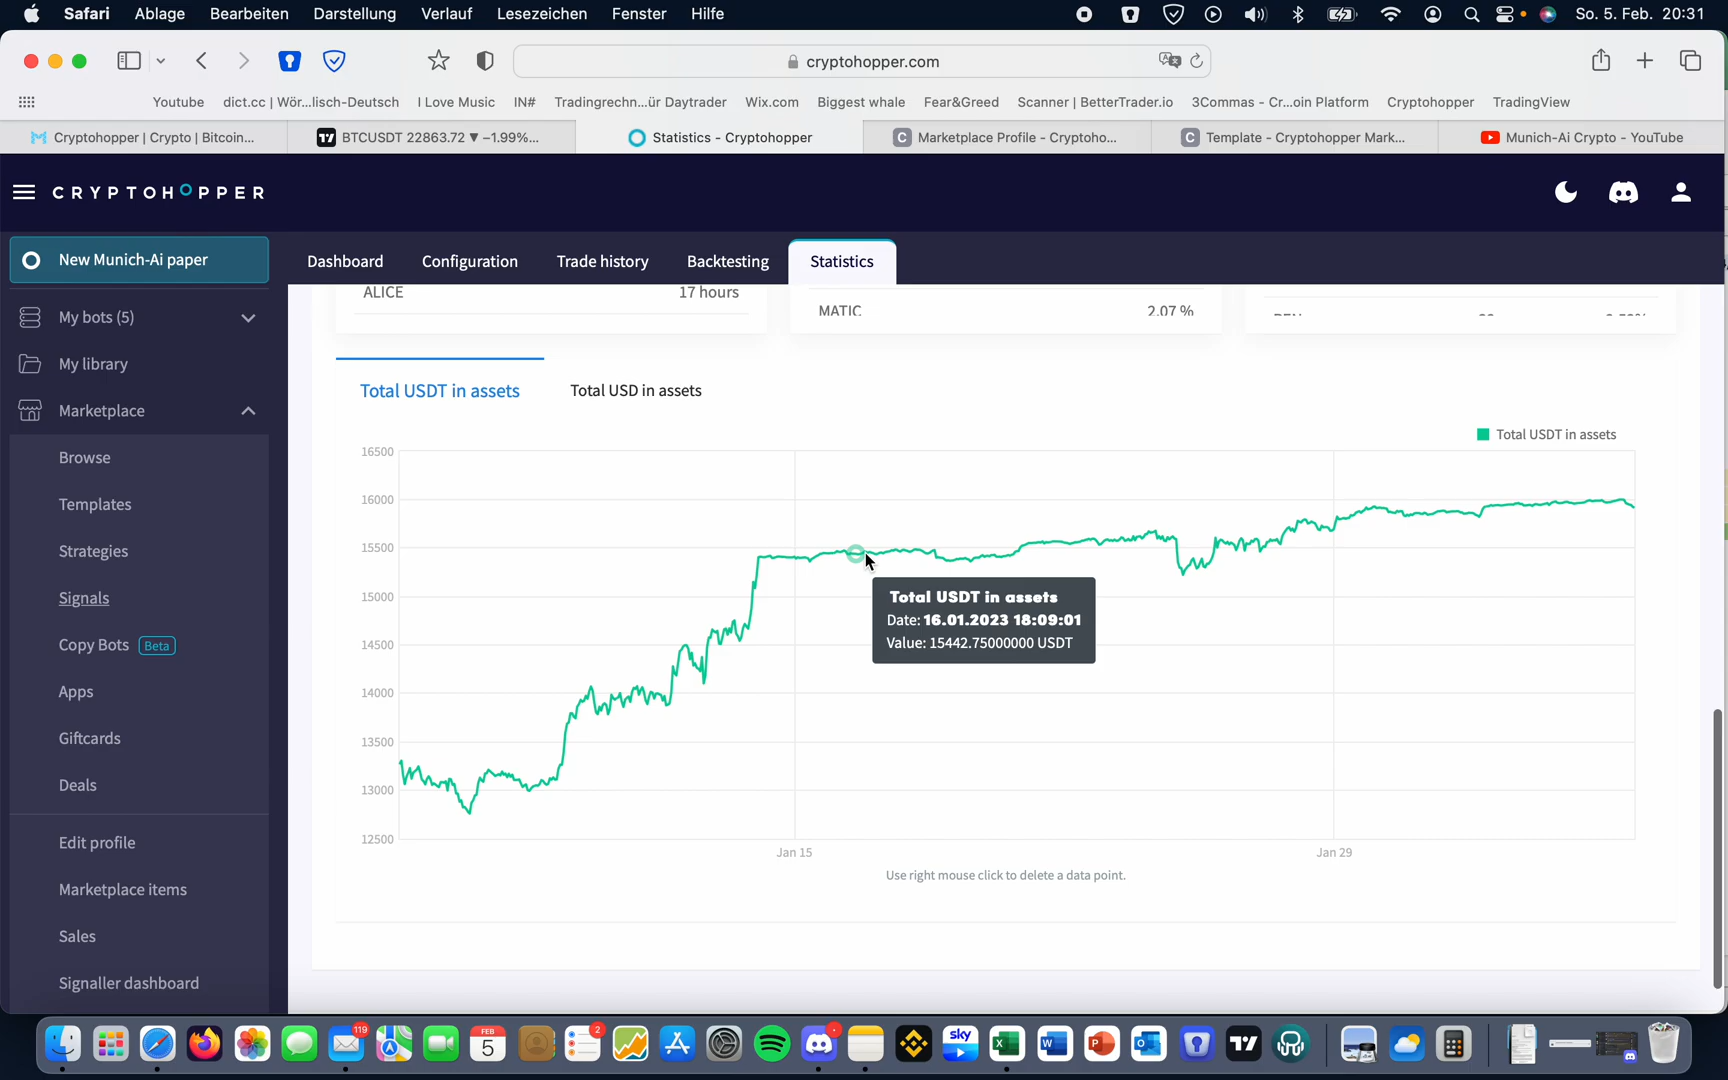 Safari Ablage Bearbeiten Darstellung Verlauf Lesezeichen Fenster Hilfe So. 5. Feb. 20:31
cryptohopper.com
Youtube dict.cc | Wör...lisch-Deutsch I Love Music IN# Tradingrechn...ür Daytrader Wix.com Biggest whale Fear&Greed Scanner | BetterTrader.io 3Commas - Cr...oin Platform Cryptohopper TradingView
Cryptohopper | Crypto | Bitcoin... BTCUSDT 22863.72 ▼ −1.99%... Statistics - Cryptohopper Marketplace Profile - Cryptoho... Template - Cryptohopper Mark... Munich-Ai Crypto - YouTube
CRYPTOHOPPER
New Munich-Ai paper
Dashboard Configuration Trade history Backtesting Statistics
ALICE 17 hours
MATIC 2.07 %
My bots (5)
My library
Marketplace
Browse
Templates
Strategies
Signals
Copy Bots Beta
Apps
Giftcards
Deals
Edit profile
Marketplace items
Sales
Signaller dashboard
Total USDT in assets Total USD in assets
Total USDT in assets
16500
16000
15500
15000
14500
14000
13500
13000
12500
Total USDT in assets
Date: 16.01.2023 18:09:01
Value: 15442.75000000 USDT
Jan 15 Jan 29
Use right mouse click to delete a data point.
119
FEB
5
2
sky